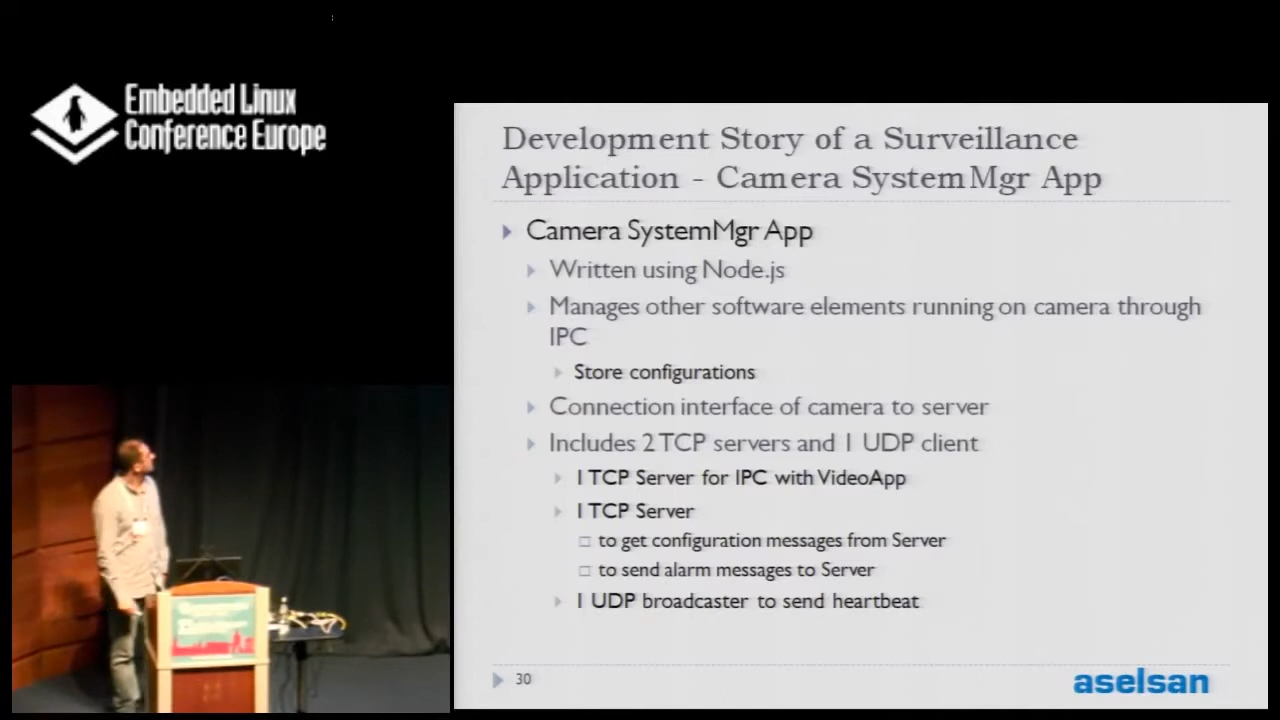 Embedded Linux
Conference Europe
Development Story of a Surveillance
Application - Camera SystemMgr App
Camera SystemMgr App
Written using Node.js
Manages other software elements running on camera through
IPC
Store configurations
Connection interface of camera to server
Includes 2 TCP servers and 1 UDP client
1 TCP Server for IPC with VideoApp
1 TCP Server
to get configuration messages from Server
to send alarm messages to Server
1 UDP broadcaster to send heartbeat
30
aselsan